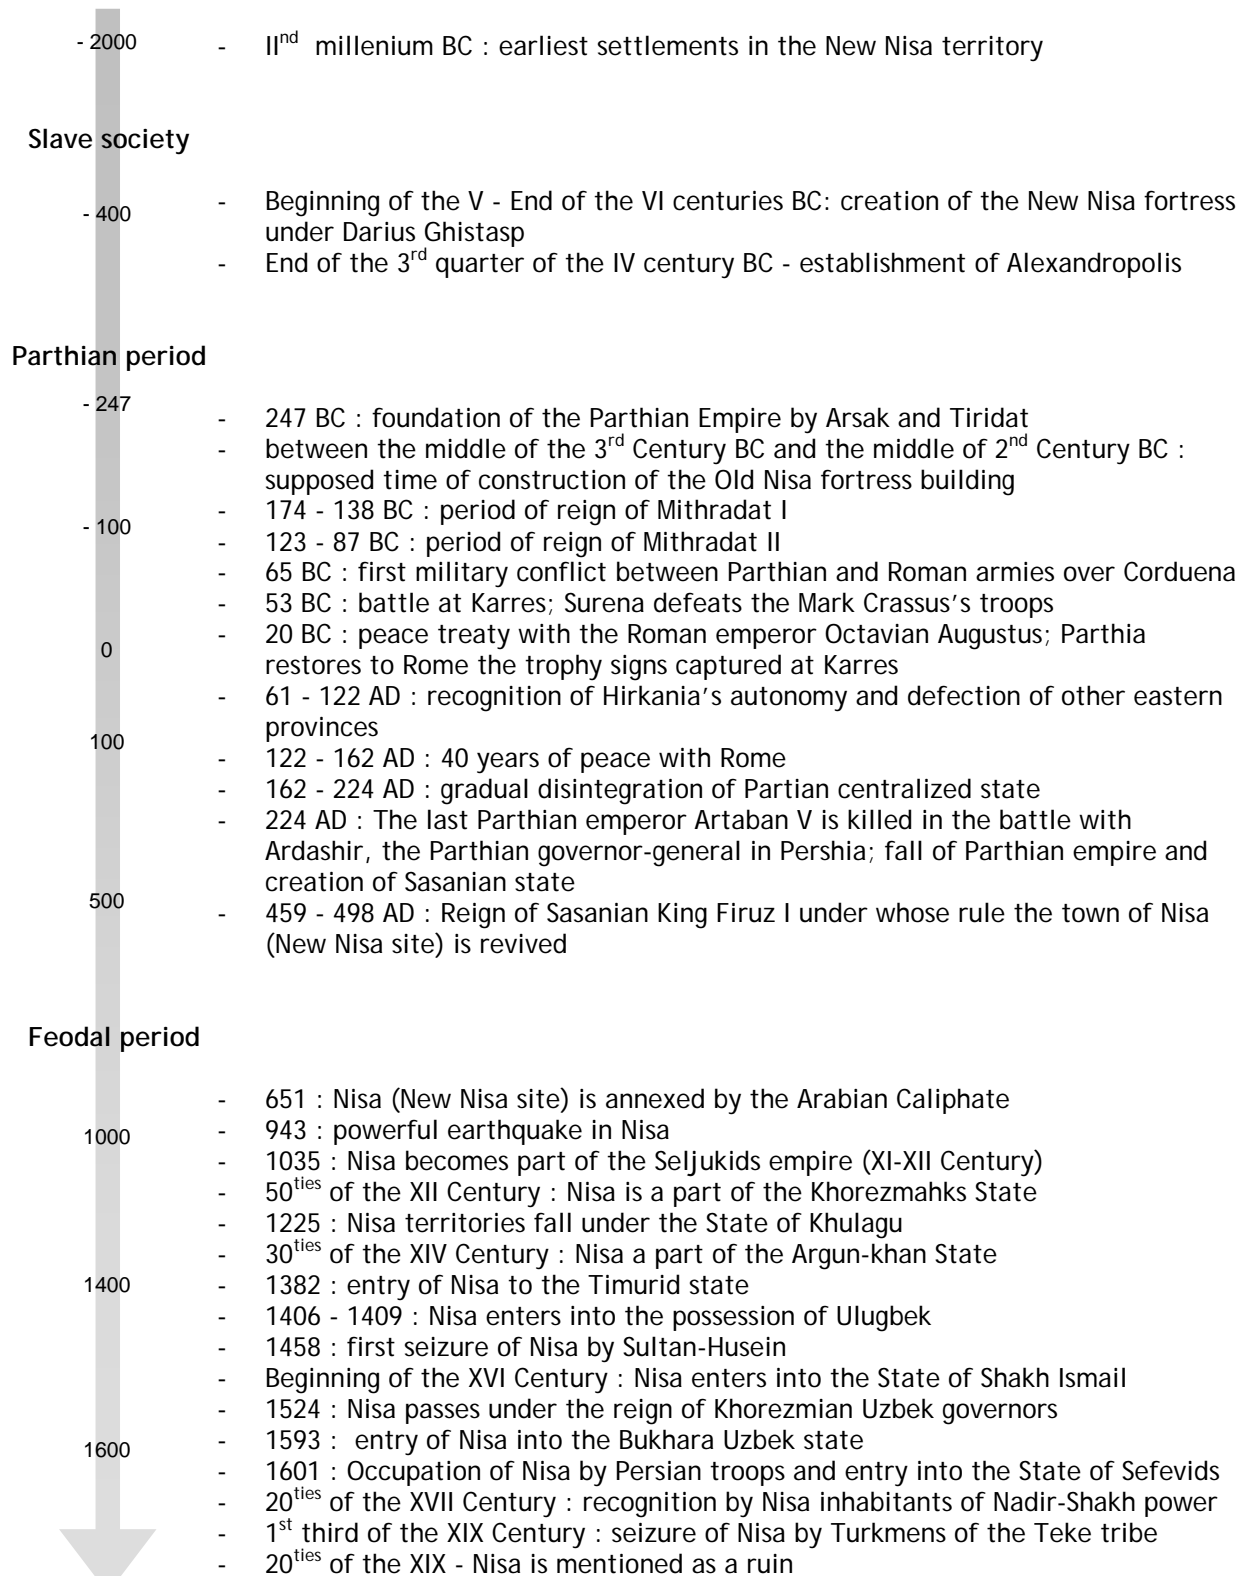 - 2000
- IInd millenium BC : earliest settlements in the New Nisa territory
Slave society
- 400
- Beginning of the V - End of the VI centuries BC: creation of the New Nisa fortress
under Darius Ghistasp
- End of the 3rd quarter of the IV century BC - establishment of Alexandropolis
Parthian period
- 247
- 247 BC : foundation of the Parthian Empire by Arsak and Tiridat
- between the middle of the 3rd Century BC and the middle of 2nd Century BC :
supposed time of construction of the Old Nisa fortress building
- 174 - 138 BC : period of reign of Mithradat I
- 100
- 123 - 87 BC : period of reign of Mithradat II
- 65 BC : first military conflict between Parthian and Roman armies over Corduena
- 53 BC : battle at Karres; Surena defeats the Mark Crassus's troops
- 20 BC : peace treaty with the Roman emperor Octavian Augustus; Parthia
0
restores to Rome the trophy signs captured at Karres
- 61 - 122 AD : recognition of Hirkania's autonomy and defection of other eastern
provinces
100
- 122 - 162 AD : 40 years of peace with Rome
- 162 - 224 AD : gradual disintegration of Partian centralized state
- 224 AD : The last Parthian emperor Artaban V is killed in the battle with
Ardashir, the Parthian governor-general in Pershia; fall of Parthian empire and
creation of Sasanian state
500
- 459 - 498 AD : Reign of Sasanian King Firuz I under whose rule the town of Nisa
(New Nisa site) is revived
Feodal period
- 651 : Nisa (New Nisa site) is annexed by the Arabian Caliphate
1000
- 943 : powerful earthquake in Nisa
- 1035 : Nisa becomes part of the Seljukids empire (XI-XII Century)
- 50ties of the XII Century : Nisa is a part of the Khorezmahks State
- 1225 : Nisa territories fall under the State of Khulagu
- 30ties of the XIV Century : Nisa a part of the Argun-khan State
1400
- 1382 : entry of Nisa to the Timurid state
- 1406 - 1409 : Nisa enters into the possession of Ulugbek
- 1458 : first seizure of Nisa by Sultan-Husein
- Beginning of the XVI Century : Nisa enters into the State of Shakh Ismail
- 1524 : Nisa passes under the reign of Khorezmian Uzbek governors
1600
- 1593 : entry of Nisa into the Bukhara Uzbek state
- 1601 : Occupation of Nisa by Persian troops and entry into the State of Sefevids
- 20ties of the XVII Century : recognition by Nisa inhabitants of Nadir-Shakh power
- 1st third of the XIX Century : seizure of Nisa by Turkmens of the Teke tribe
- 20ties of the XIX - Nisa is mentioned as a ruin